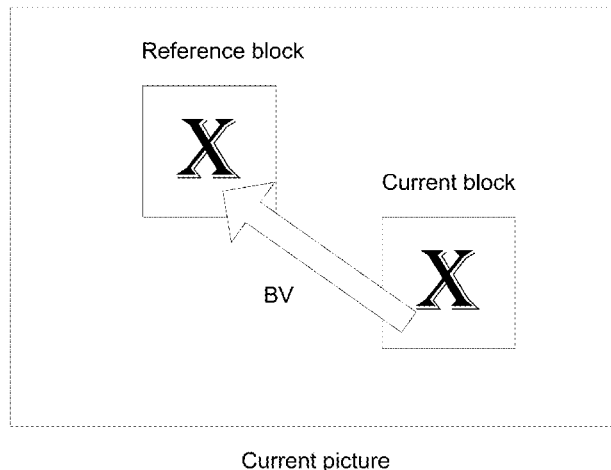 Reference block
X
Current block
X
BV
Current picture